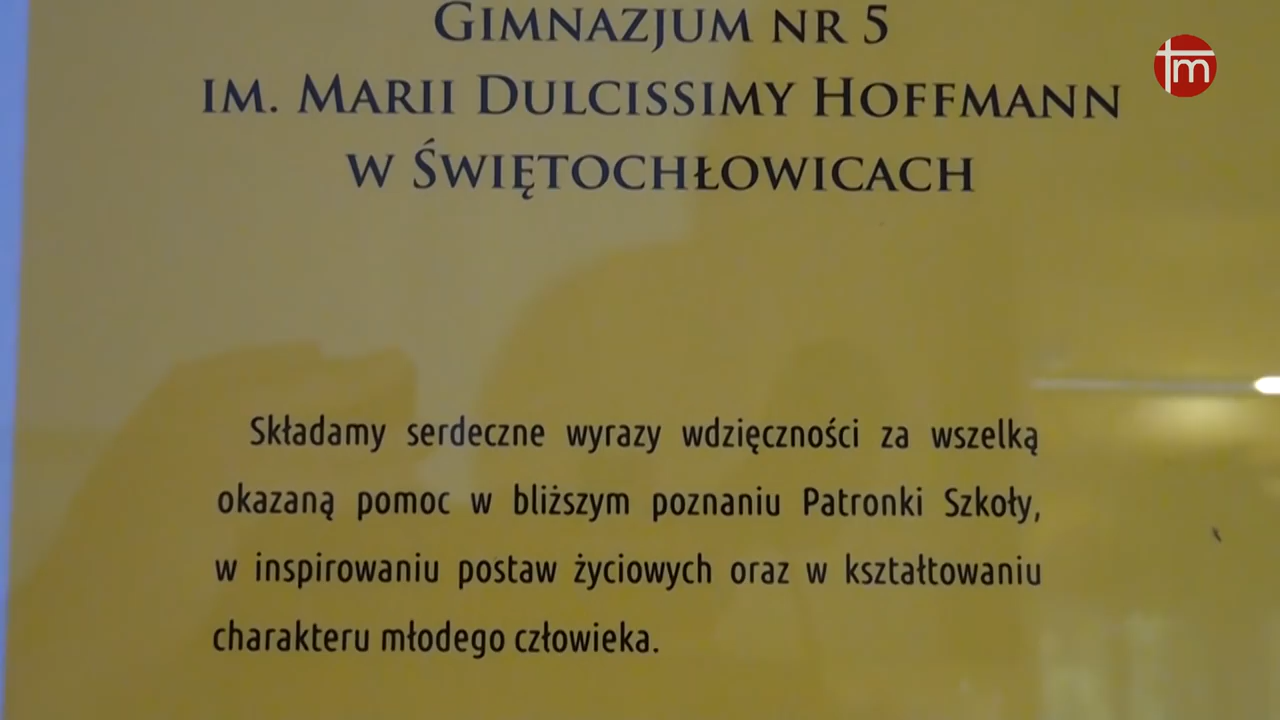 GIMNAZJUM NR 5
IM. MARII DULCISSIMY HOFFMANN
W ŚWIĘTOCHŁOWICACH
tm
Składamy serdeczne wyrazy wdzięczności za wszelką
okazaną pomoc w bliższym poznaniu Patronki Szkoły,
w inspirowaniu postaw życiowych oraz w kształtowaniu
charakteru młodego człowieka.